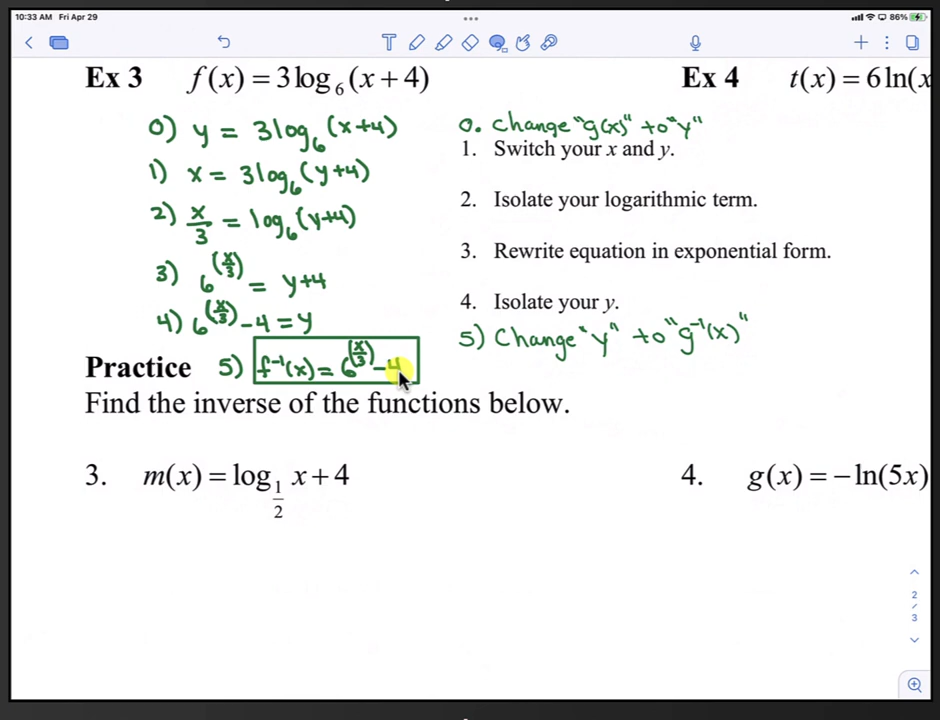 10:33 AM Fri Apr 29
86%
Ex 3 f(x) = 3 log₆ (x + 4)
0) y = 3log₆(x+4)
1) x = 3log₆(y+4)
2) x/3 = log₆(y+4)
3) 6^(x/3) = y+4
4) 6^(x/3) - 4 = y
5) f⁻¹(x) = 6^(x/3) - 4
Ex 4 t(x) = 6 ln(x
0. Change "g(x)" to "y"
1. Switch your x and y.
2. Isolate your logarithmic term.
3. Rewrite equation in exponential form.
4. Isolate your y.
5) Change "y" to "g⁻¹(x)"
Practice
Find the inverse of the functions below.
3. m(x) = log_(1/2) x + 4
4. g(x) = −ln(5x)
2
/
3